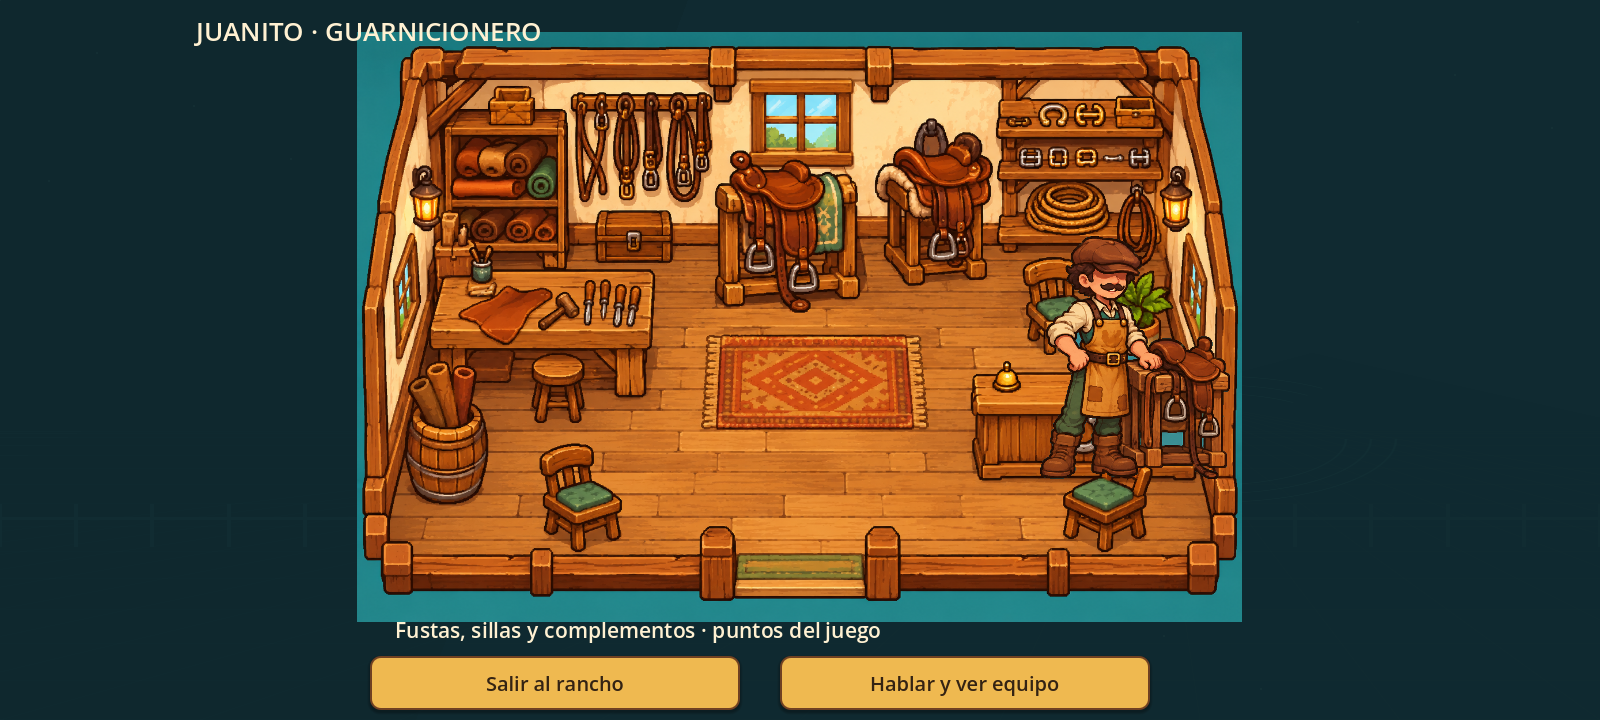 JUANITO · GUARNICIONERO
Fustas, sillas y complementos · puntos del juego
Salir al rancho
Hablar y ver equipo